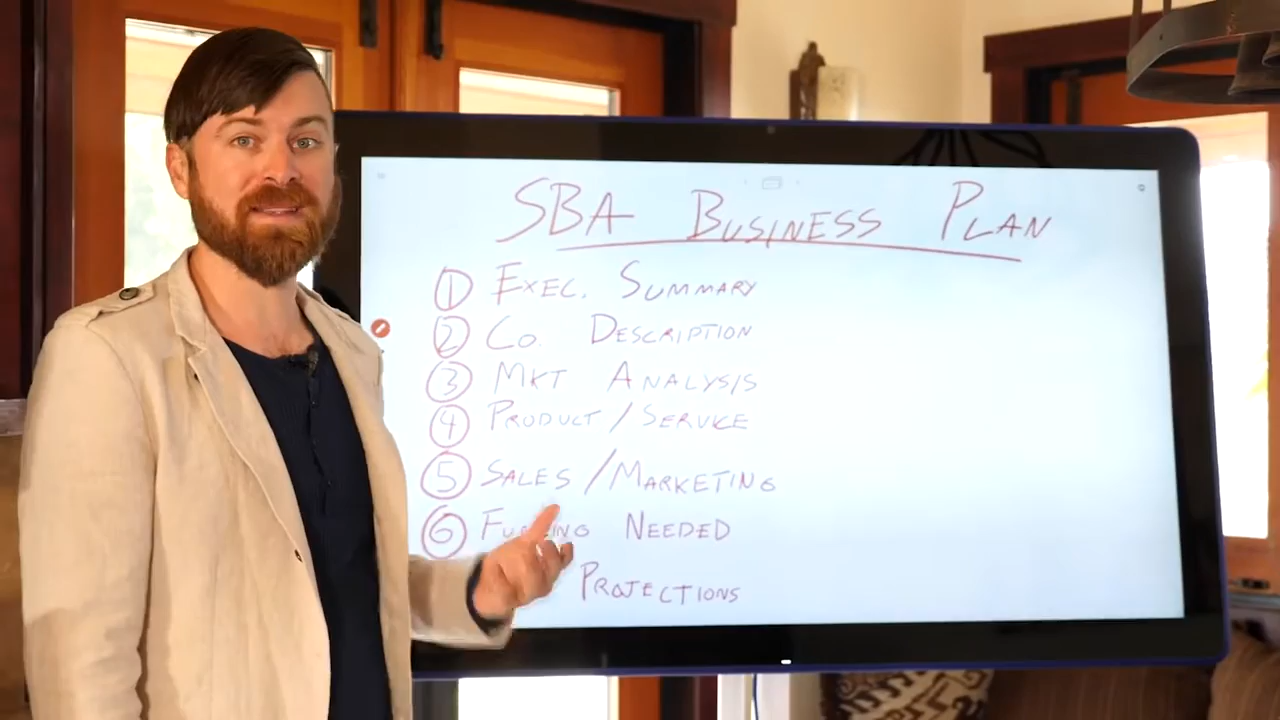 SBA BUSINESS PLAN
1 EXEC. SUMMARY
2 CO. DESCRIPTION
3 MKT ANALYSIS
4 PRODUCT / SERVICE
5 SALES / MARKETING
6 NEEDED
PROJECTIONS